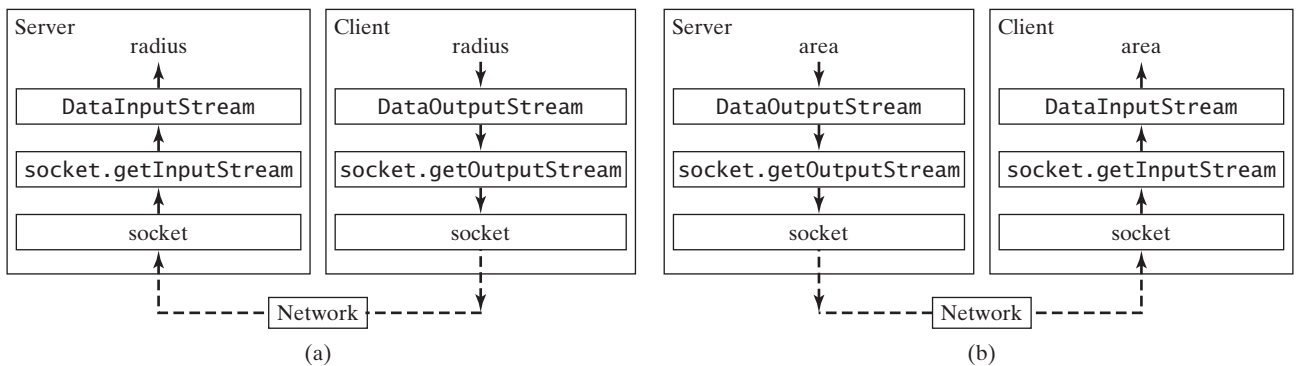 Server
radius
DataInputStream
socket.getInputStream
socket
Client
radius
DataOutputStream
socket.getOutputStream
socket
Network
(a)
Server
area
DataOutputStream
socket.getOutputStream
socket
Client
area
DataInputStream
socket.getInputStream
socket
Network
(b)